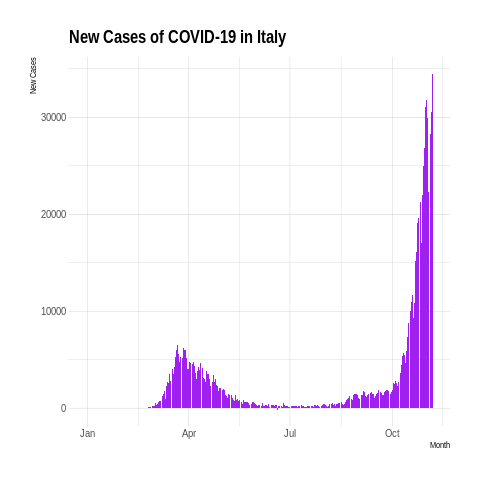 New Cases of COVID-19 in Italy
New Cases
30000
20000
10000
0
Jan Apr Jul Oct
Month